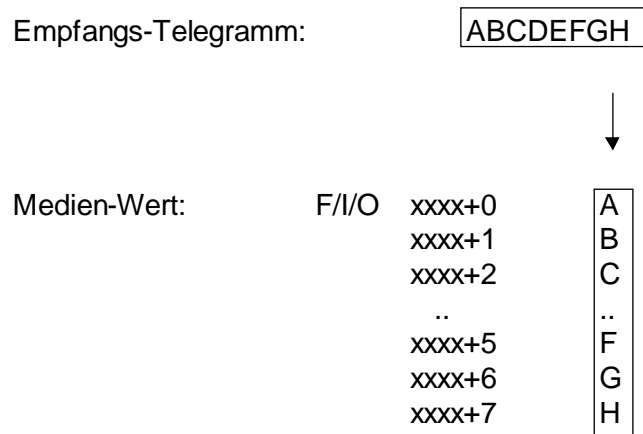 Empfangs-Telegramm: ABCDEFGH
Medien-Wert: F/I/O xxxx+0 A
xxxx+1 B
xxxx+2 C
.. ..
xxxx+5 F
xxxx+6 G
xxxx+7 H